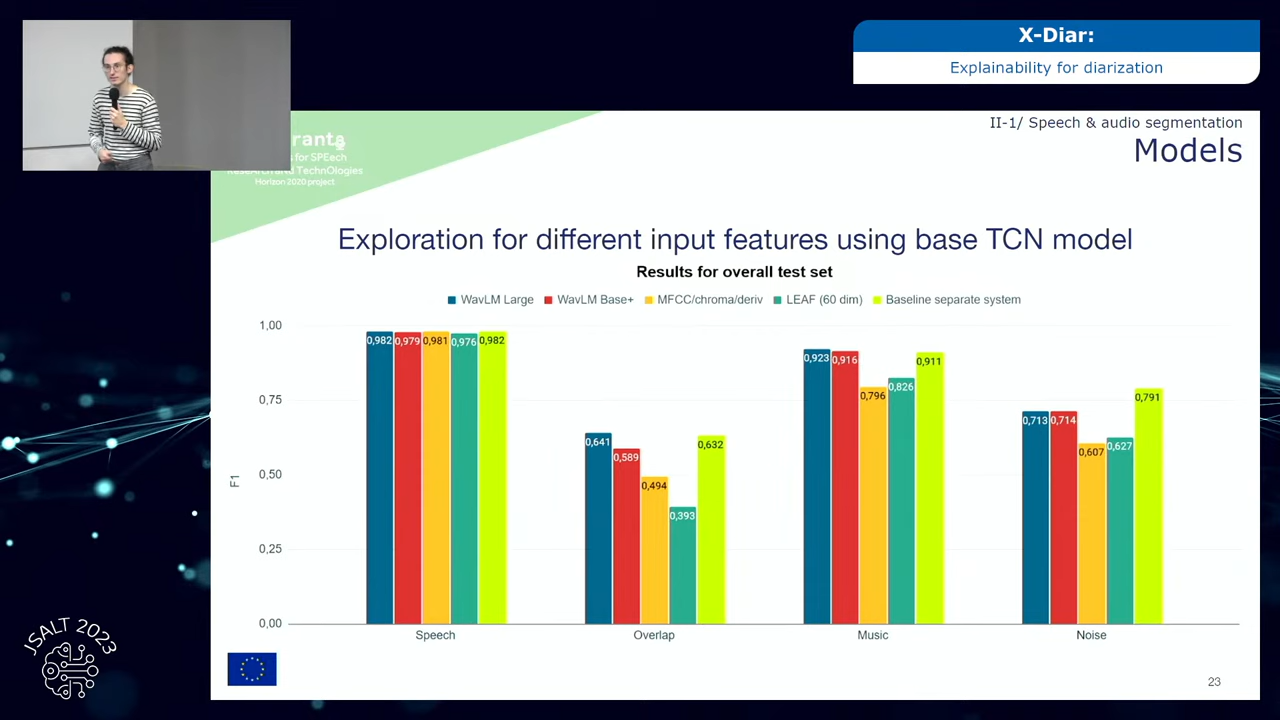 X-Diar:
Explainability for diarization
II-1/ Speech & audio segmentation
Models
for SPEech
ReseArch and TechnOlogies
Horizon 2020 project
Exploration for different input features using base TCN model
Results for overall test set
WavLM Large WavLM Base+ MFCC/chroma/deriv LEAF (60 dim) Baseline separate system
1,00
0,75
0,50
0,25
0,00
F1
0,982 0,979 0,981 0,976 0,982
0,641 0,589 0,494 0,393 0,632
0,923 0,916 0,796 0,826 0,911
0,713 0,714 0,607 0,627 0,791
Speech Overlap Music Noise
JSALT 2023
23